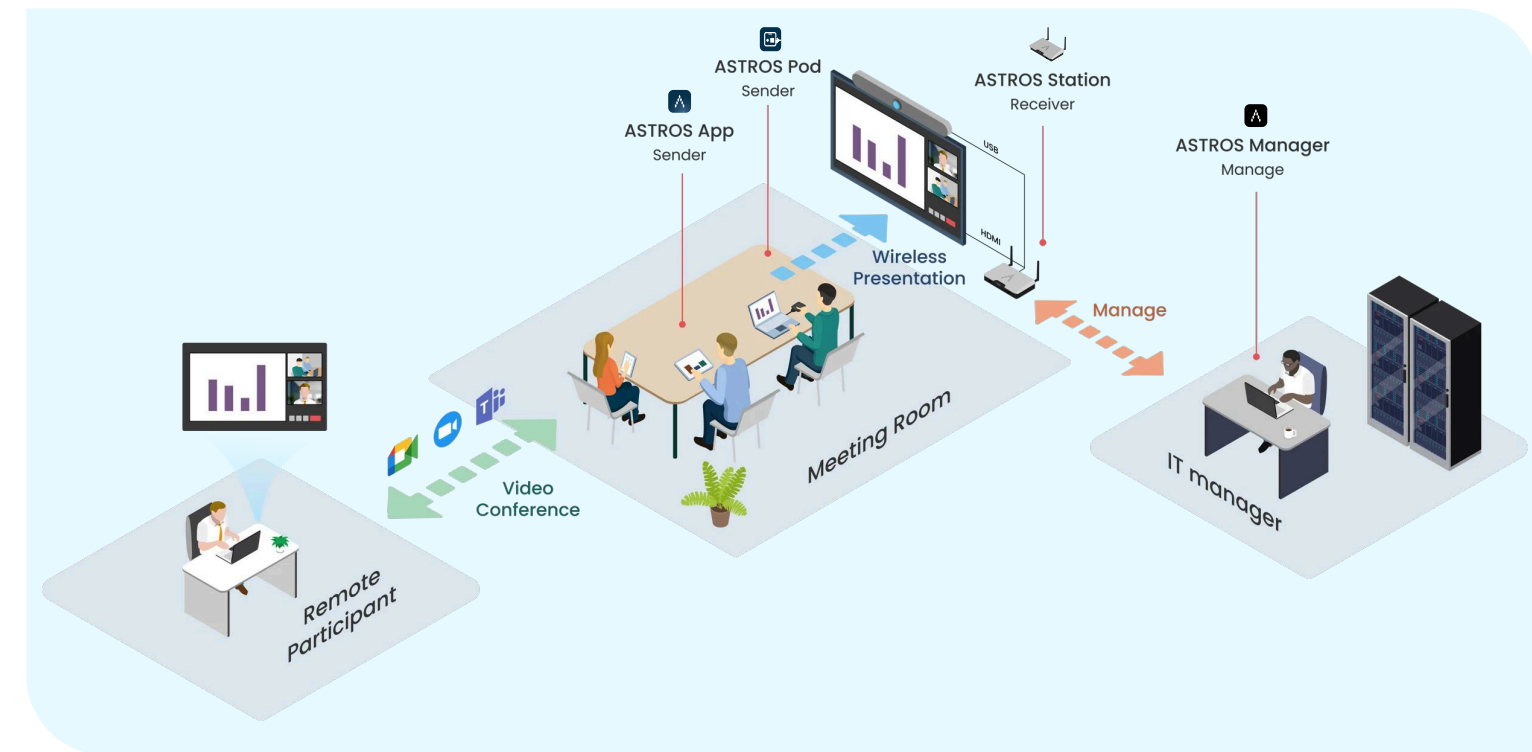 ASTROS Pod
Sender
ASTROS App
Sender
ASTROS Station
Receiver
ASTROS Manager
Manage
USB
HDMI
Wireless
Presentation
Manage
Meeting Room
IT manager
Video
Conference
Remote
Participant